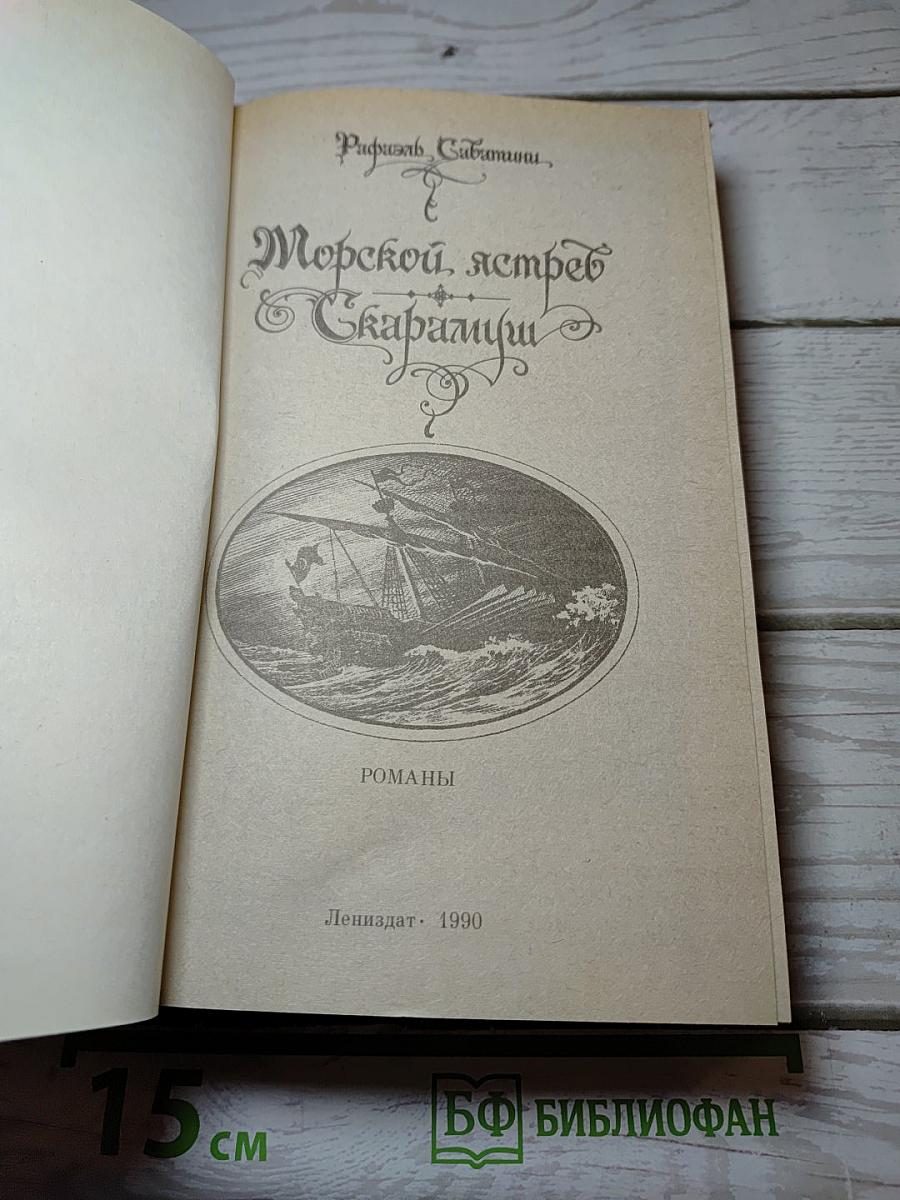 Рафаэль Сабатини
Морской ястреб
Скарамуш
РОМАНЫ
Лениздат · 1990
15 см
БФ БИБЛИОФАН